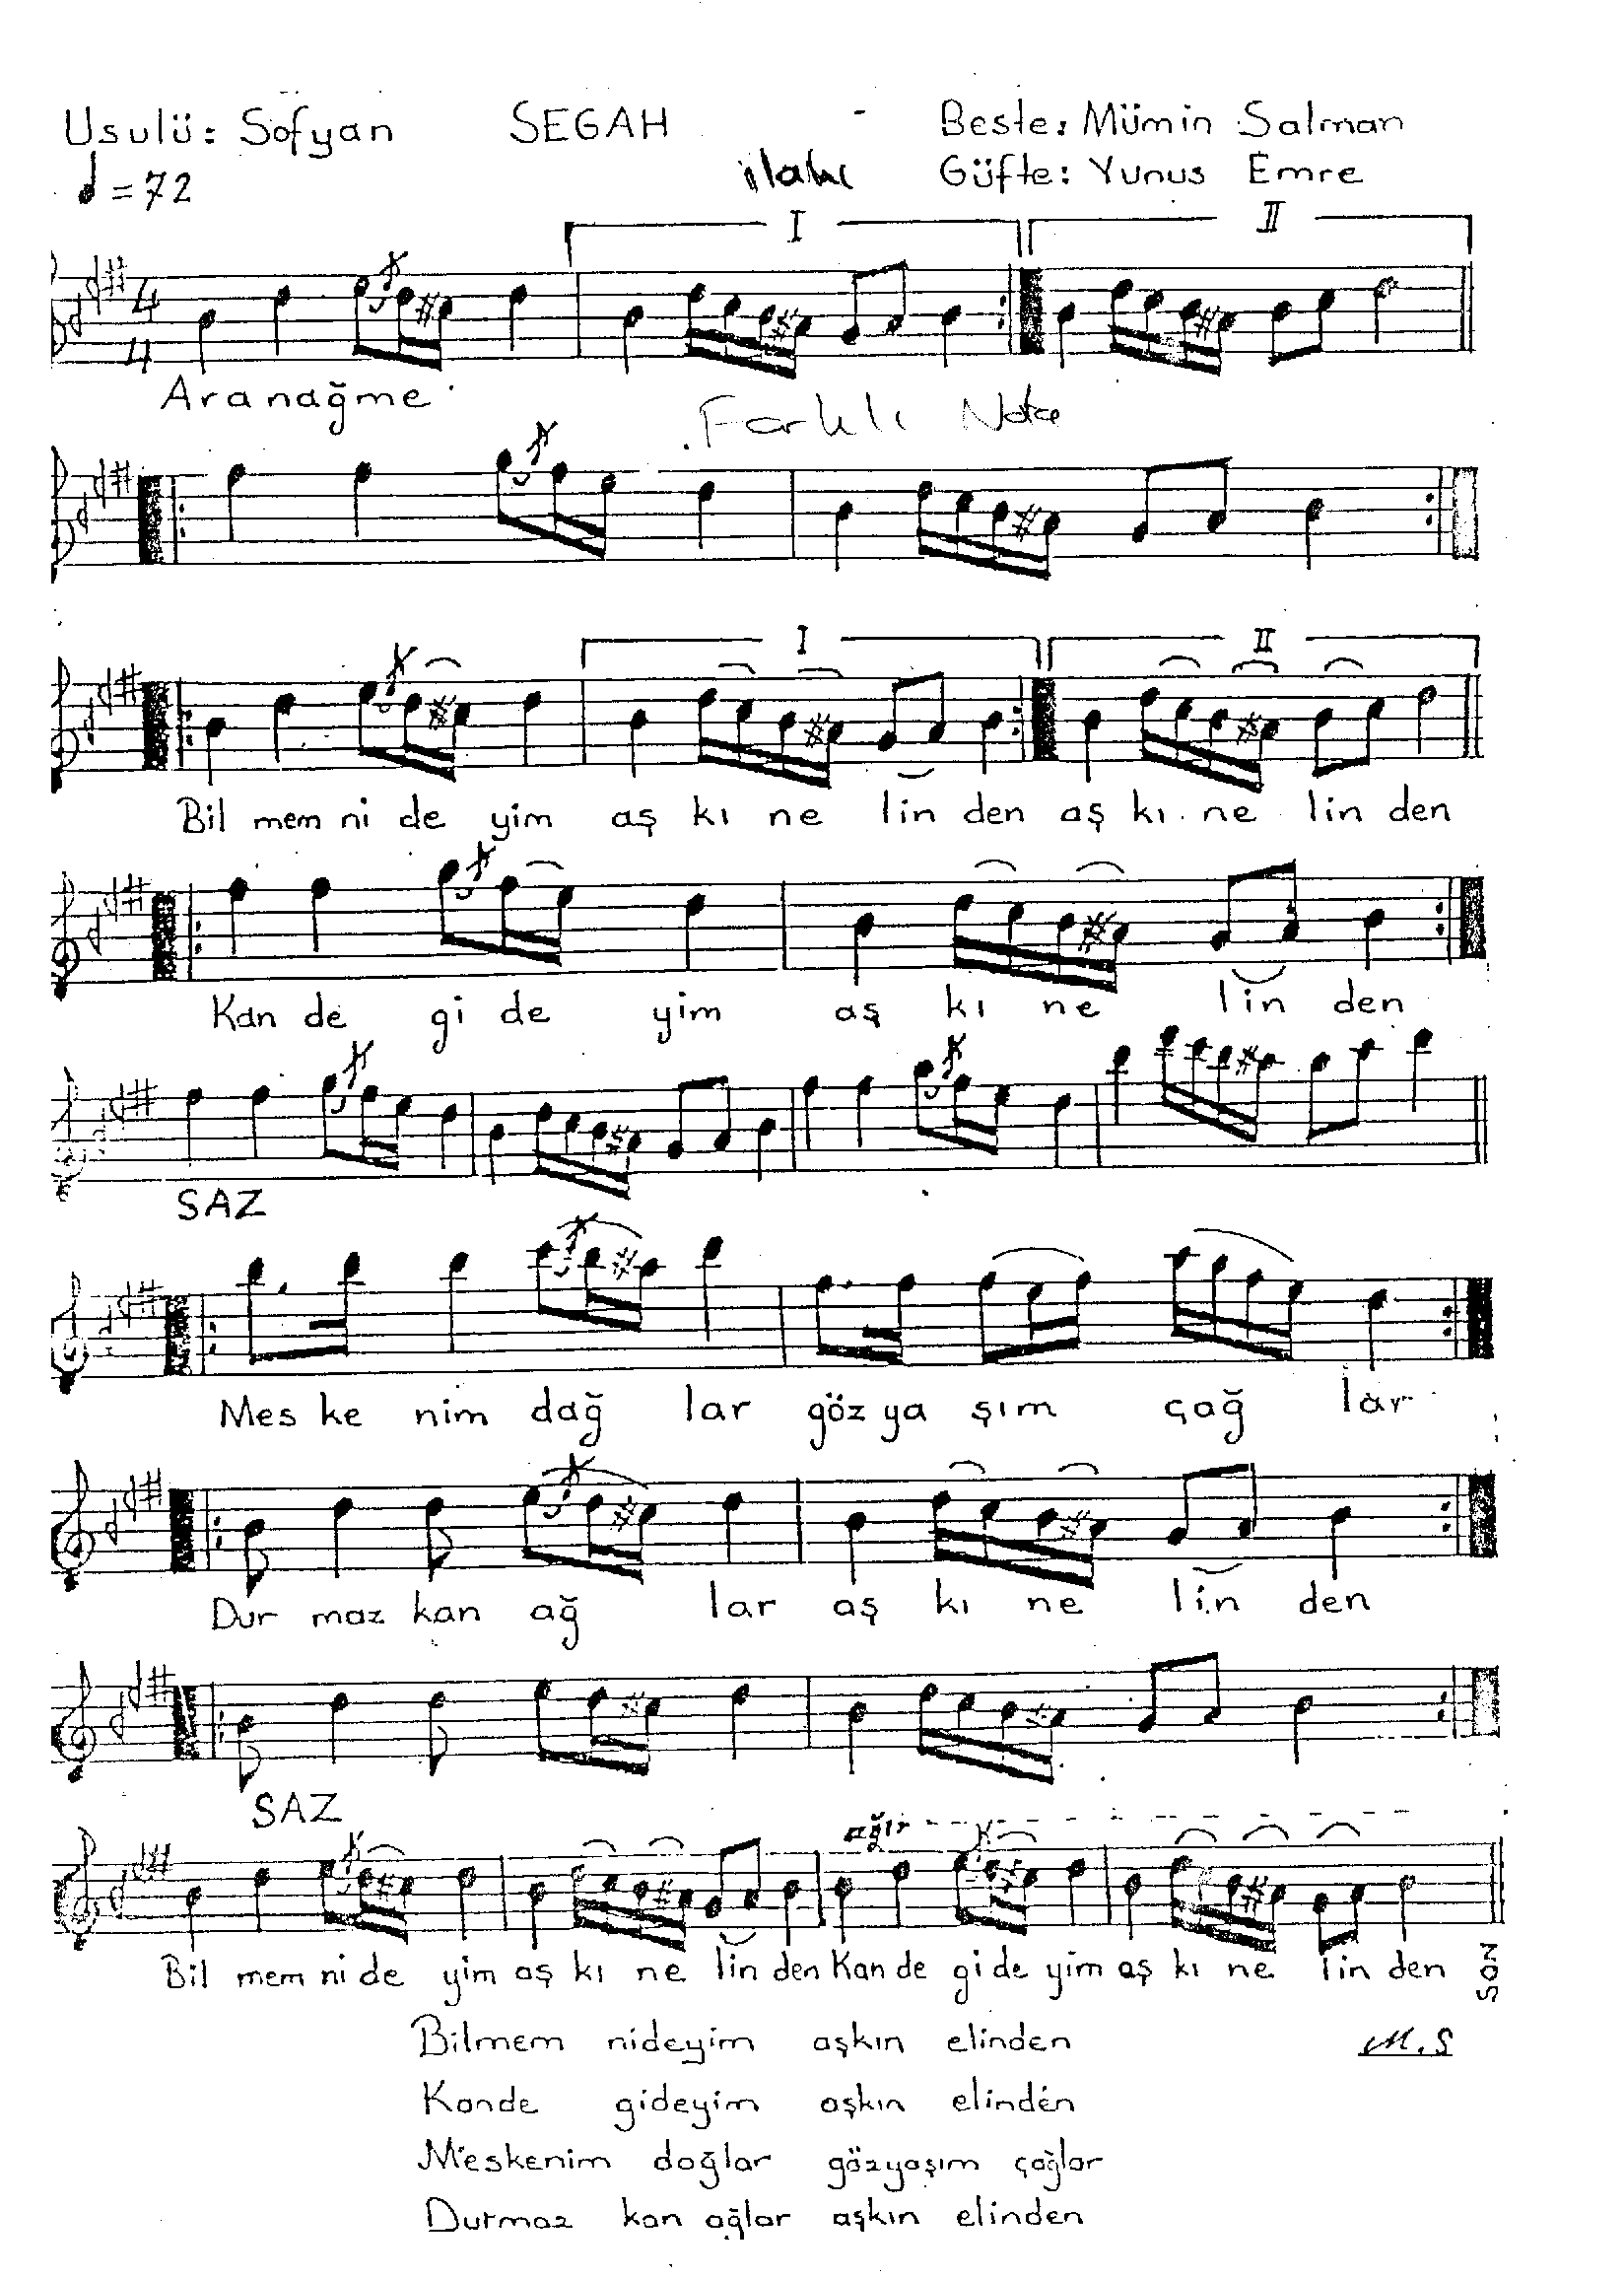 Usulü: Sofyan SEGAH Beste: Mümin Salman
= 72 ilahi Güfte: Yunus Emre
I II
4
4
Aranağme Farklı Nota
I II
Bil mem ni de yim aş kı ne lin den aş kı ne lin den
Kan de gi de yim aş kı ne lin den
SAZ
Mes ke nim dağ lar göz ya şım çağ lar
Dur maz kan ağ lar aş kı ne lin den
SAZ
ağır
Bil mem ni de yim aş kı ne lin den Kan de gi de yim aş kı ne lin den SON
Bilmem nideyim aşkın elinden M.S
Kande gideyim aşkın elinden
Meskenim dağlar gözyaşım çağlar
Durmaz kan ağlar aşkın elinden